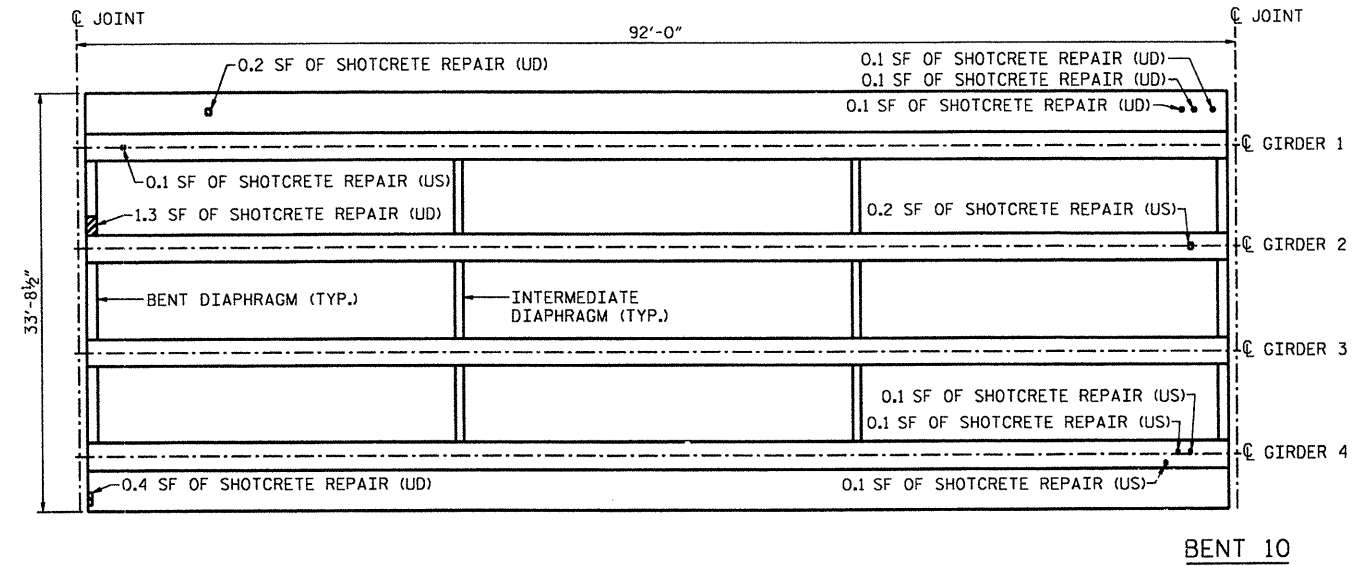 ℄ JOINT
℄ JOINT
92'-0"
0.2 SF OF SHOTCRETE REPAIR (UD)
0.1 SF OF SHOTCRETE REPAIR (UD)
0.1 SF OF SHOTCRETE REPAIR (UD)
0.1 SF OF SHOTCRETE REPAIR (UD)
℄ GIRDER 1
0.1 SF OF SHOTCRETE REPAIR (US)
1.3 SF OF SHOTCRETE REPAIR (UD)
0.2 SF OF SHOTCRETE REPAIR (US)
℄ GIRDER 2
33'-8½"
BENT DIAPHRAGM (TYP.)
INTERMEDIATE
DIAPHRAGM (TYP.)
℄ GIRDER 3
0.1 SF OF SHOTCRETE REPAIR (US)
0.1 SF OF SHOTCRETE REPAIR (US)
℄ GIRDER 4
0.4 SF OF SHOTCRETE REPAIR (UD)
0.1 SF OF SHOTCRETE REPAIR (US)
BENT 10